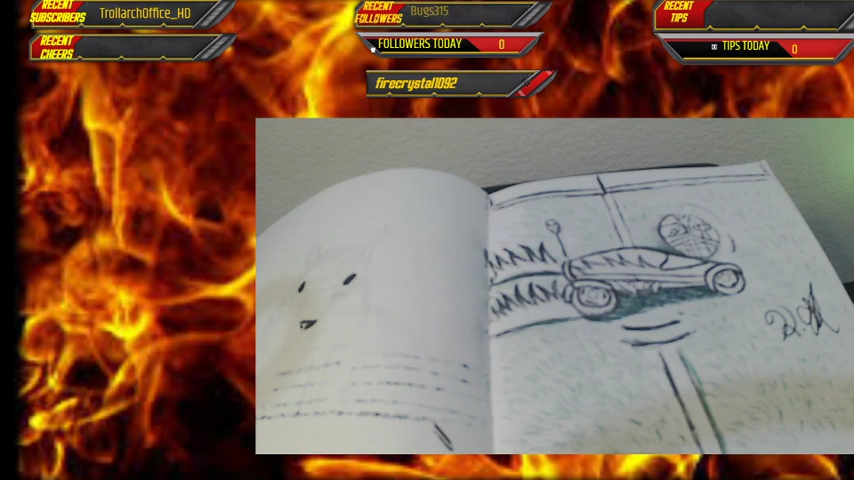 RECENT SUBSCRIBERS TrollarchOffice_HD
RECENT CHEERS
RECENT FOLLOWERS Bugs315
FOLLOWERS TODAY 0
firecrystal1092
RECENT TIPS
TIPS TODAY 0